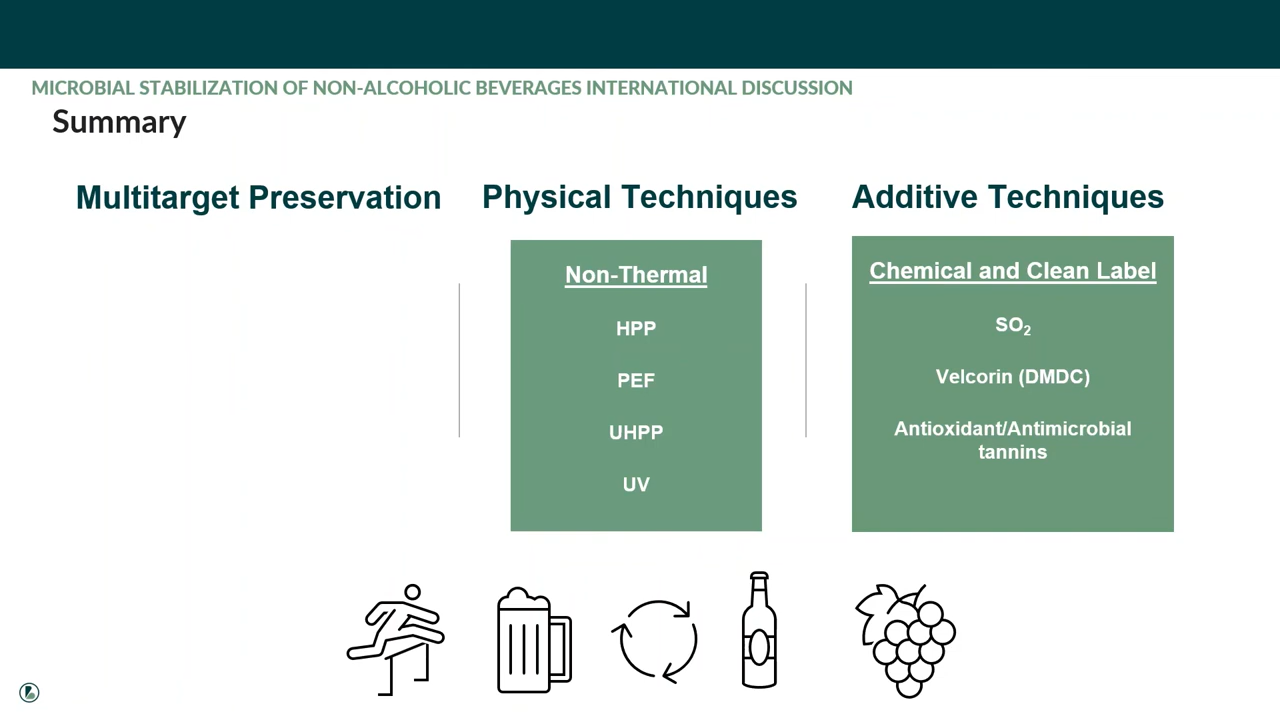 MICROBIAL STABILIZATION OF NON-ALCOHOLIC BEVERAGES INTERNATIONAL DISCUSSION
Summary
Multitarget Preservation
Physical Techniques
Non-Thermal
HPP
PEF
UHPP
UV
Additive Techniques
Chemical and Clean Label
SO₂
Velcorin (DMDC)
Antioxidant/Antimicrobial
tannins